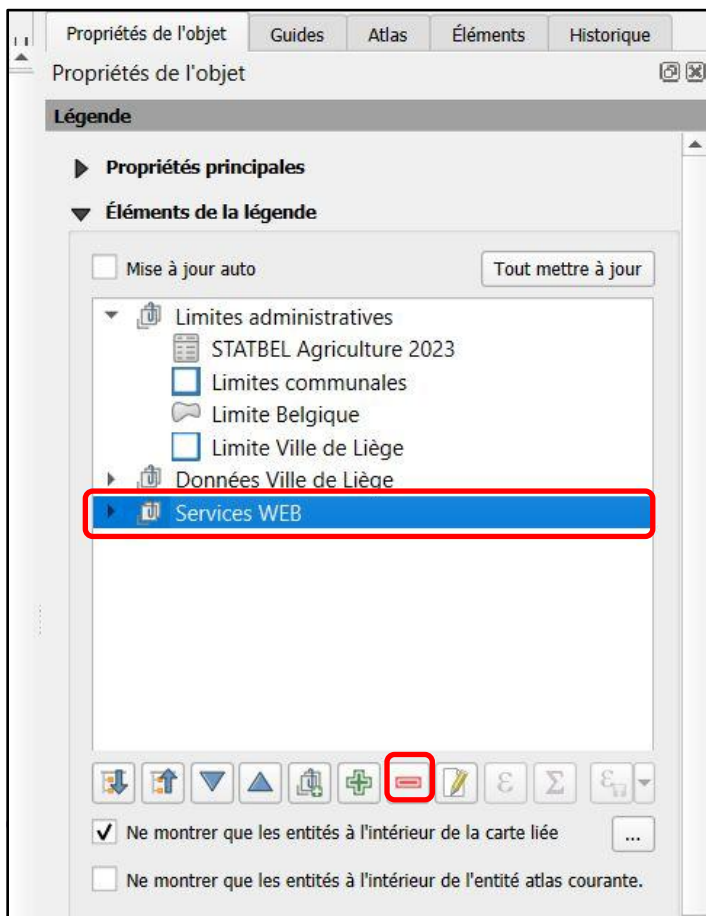 Propriétés de l'objet Guides Atlas Éléments Historique
Propriétés de l'objet
Légende
Propriétés principales
Éléments de la légende
Mise à jour auto Tout mettre à jour
Limites administratives
STATBEL Agriculture 2023
Limites communales
Limite Belgique
Limite Ville de Liège
Données Ville de Liège
Services WEB
ε Σ ε
Ne montrer que les entités à l'intérieur de la carte liée ...
Ne montrer que les entités à l'intérieur de l'entité atlas courante.